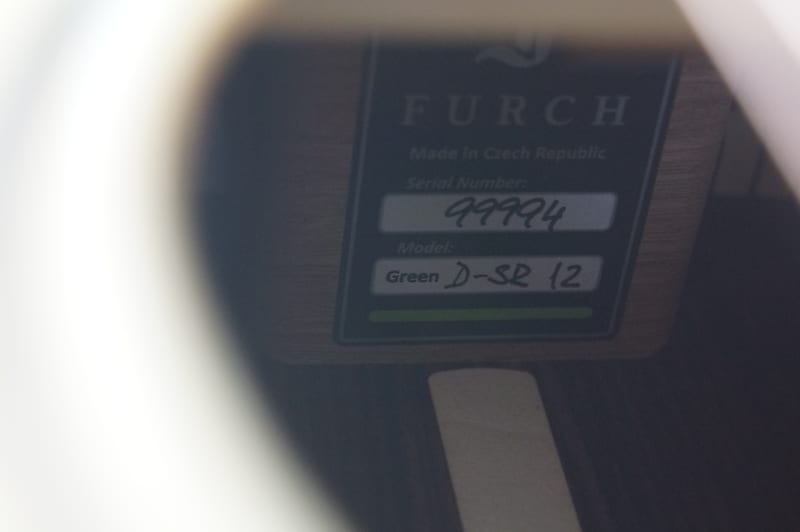 FURCH
Made in Czech Republic
Serial Number:
99994
Model:
Green D-SR 12